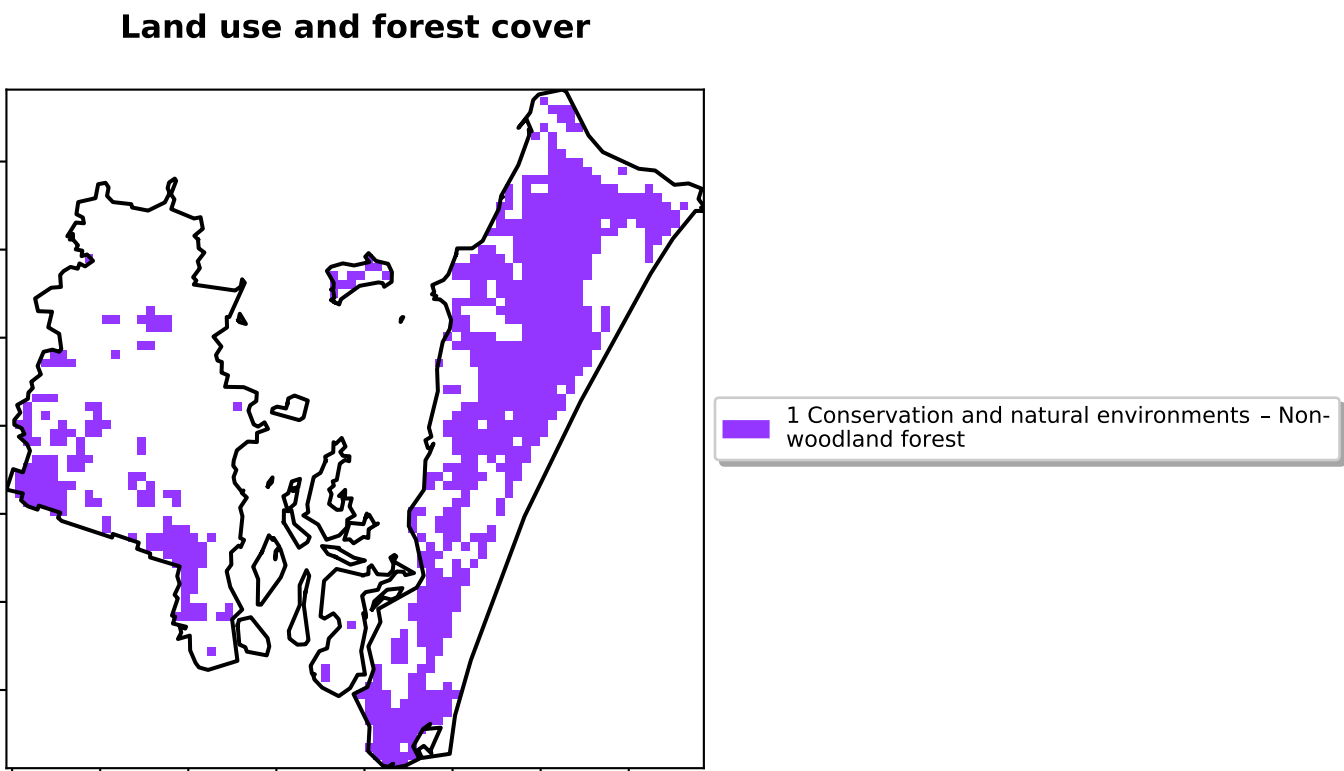 Land use and forest cover
1 Conservation and natural environments – Non-
woodland forest